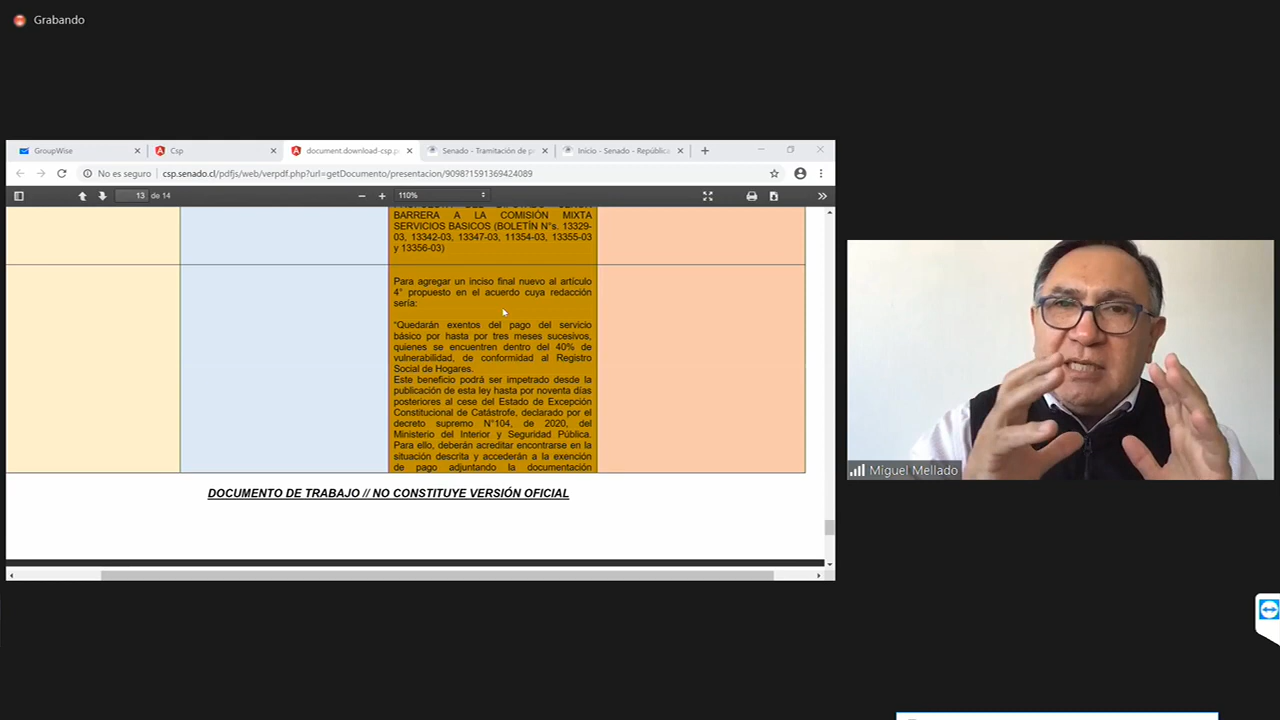 Grabando
GroupWise
Csp
document.download-csp.p
Senado - Tramitación de p
Inicio - Senado - República
No es seguro
csp.senado.cl/pdfjs/web/verpdf.php?url=getDocumento/presentacion/9098?1591369424089
13 de 14
110%
BARRERA A LA COMISIÓN MIXTA
SERVICIOS BASICOS (BOLETÍN N°s. 13329-
03, 13342-03, 13347-03, 11354-03, 13355-03
y 13356-03)
Para agregar un inciso final nuevo al artículo
4° propuesto en el acuerdo cuya redacción
sería:
“Quedarán exentos del pago del servicio
básico por hasta por tres meses sucesivos,
quienes se encuentren dentro del 40% de
vulnerabilidad, de conformidad al Registro
Social de Hogares.
Este beneficio podrá ser impetrado desde la
publicación de esta ley hasta por noventa días
posteriores al cese del Estado de Excepción
Constitucional de Catástrofe, declarado por el
decreto supremo N°104, de 2020, del
Ministerio del Interior y Seguridad Pública.
Para ello, deberán acreditar encontrarse en la
situación descrita y accederán a la exención
de pago adjuntando la documentación
DOCUMENTO DE TRABAJO // NO CONSTITUYE VERSIÓN OFICIAL
Miguel Mellado